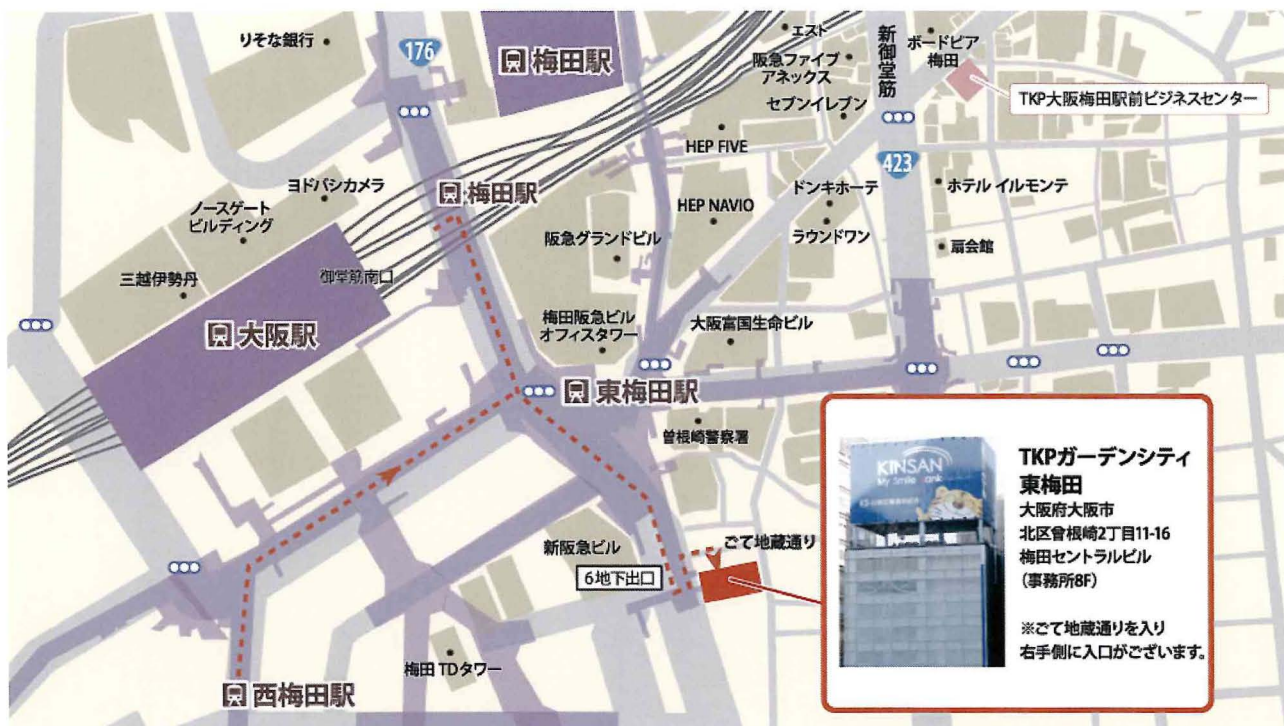 りそな銀行
176
梅田駅
エスト
阪急ファイブ
アネックス
セブンイレブン
新御堂筋
ボードピア
梅田
TKP大阪梅田駅前ビジネスセンター
HEP FIVE
423
ヨドバシカメラ
梅田駅
ノースゲート
ビルディング
HEP NAVIO
ドンキホーテ
ホテル イルモンテ
阪急グランドビル
ラウンドワン
扇会館
三越伊勢丹
御堂筋南口
大阪駅
梅田阪急ビル
オフィスタワー
大阪富国生命ビル
東梅田駅
曽根崎警察署
新阪急ビル
ごて地蔵通り
6地下出口
梅田 TDタワー
西梅田駅
KINSAN
My Smile Bank
TKPガーデンシティ
東梅田
大阪府大阪市
北区曾根崎2丁目11-16
梅田セントラルビル
(事務所8F)
※ごて地蔵通りを入り
右手側に入口がございます。